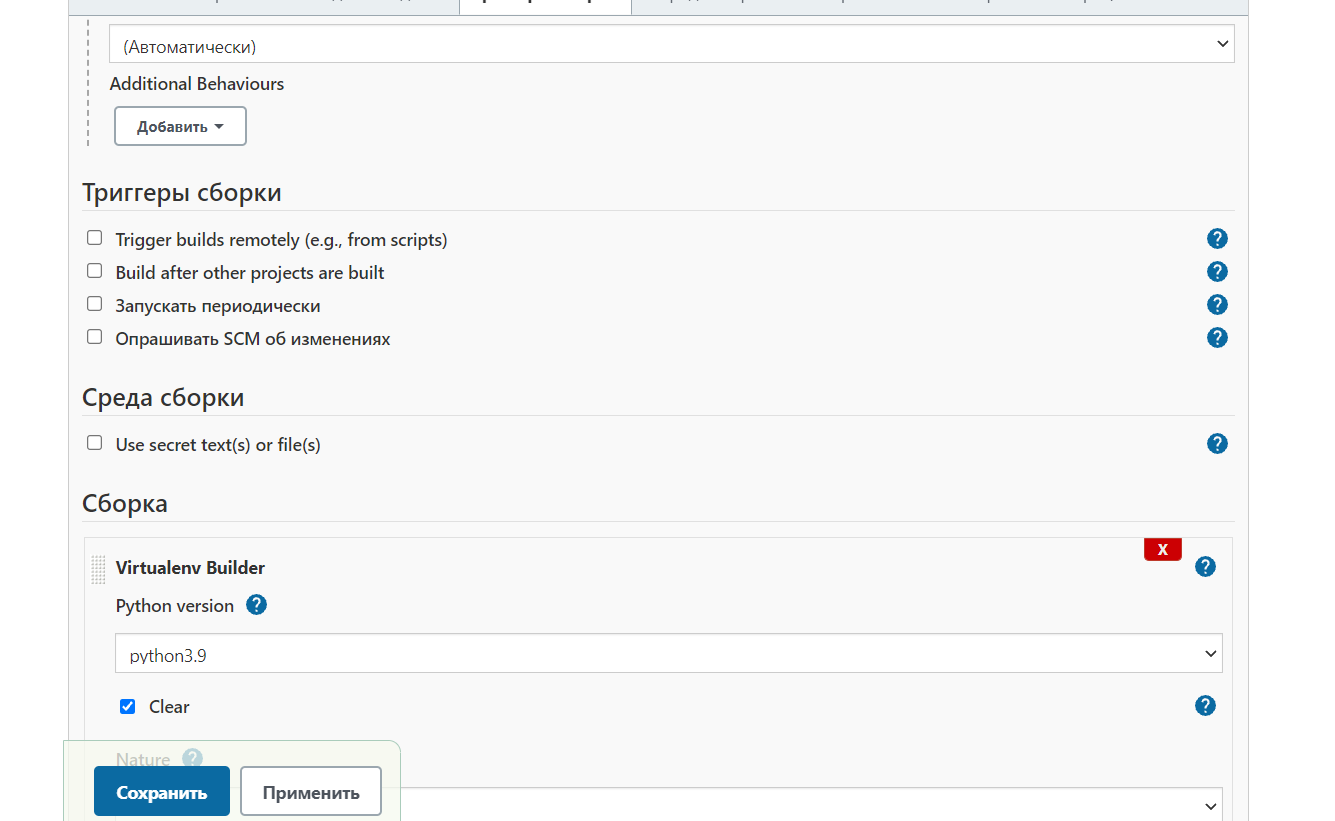 (Автоматически)
Additional Behaviours
Добавить
Триггеры сборки
Trigger builds remotely (e.g., from scripts)
?
Build after other projects are built
?
Запускать периодически
?
Опрашивать SCM об изменениях
?
Среда сборки
Use secret text(s) or file(s)
?
Сборка
X
Virtualenv Builder
?
Python version ?
python3.9
Clear
?
Nature ?
Сохранить
Применить